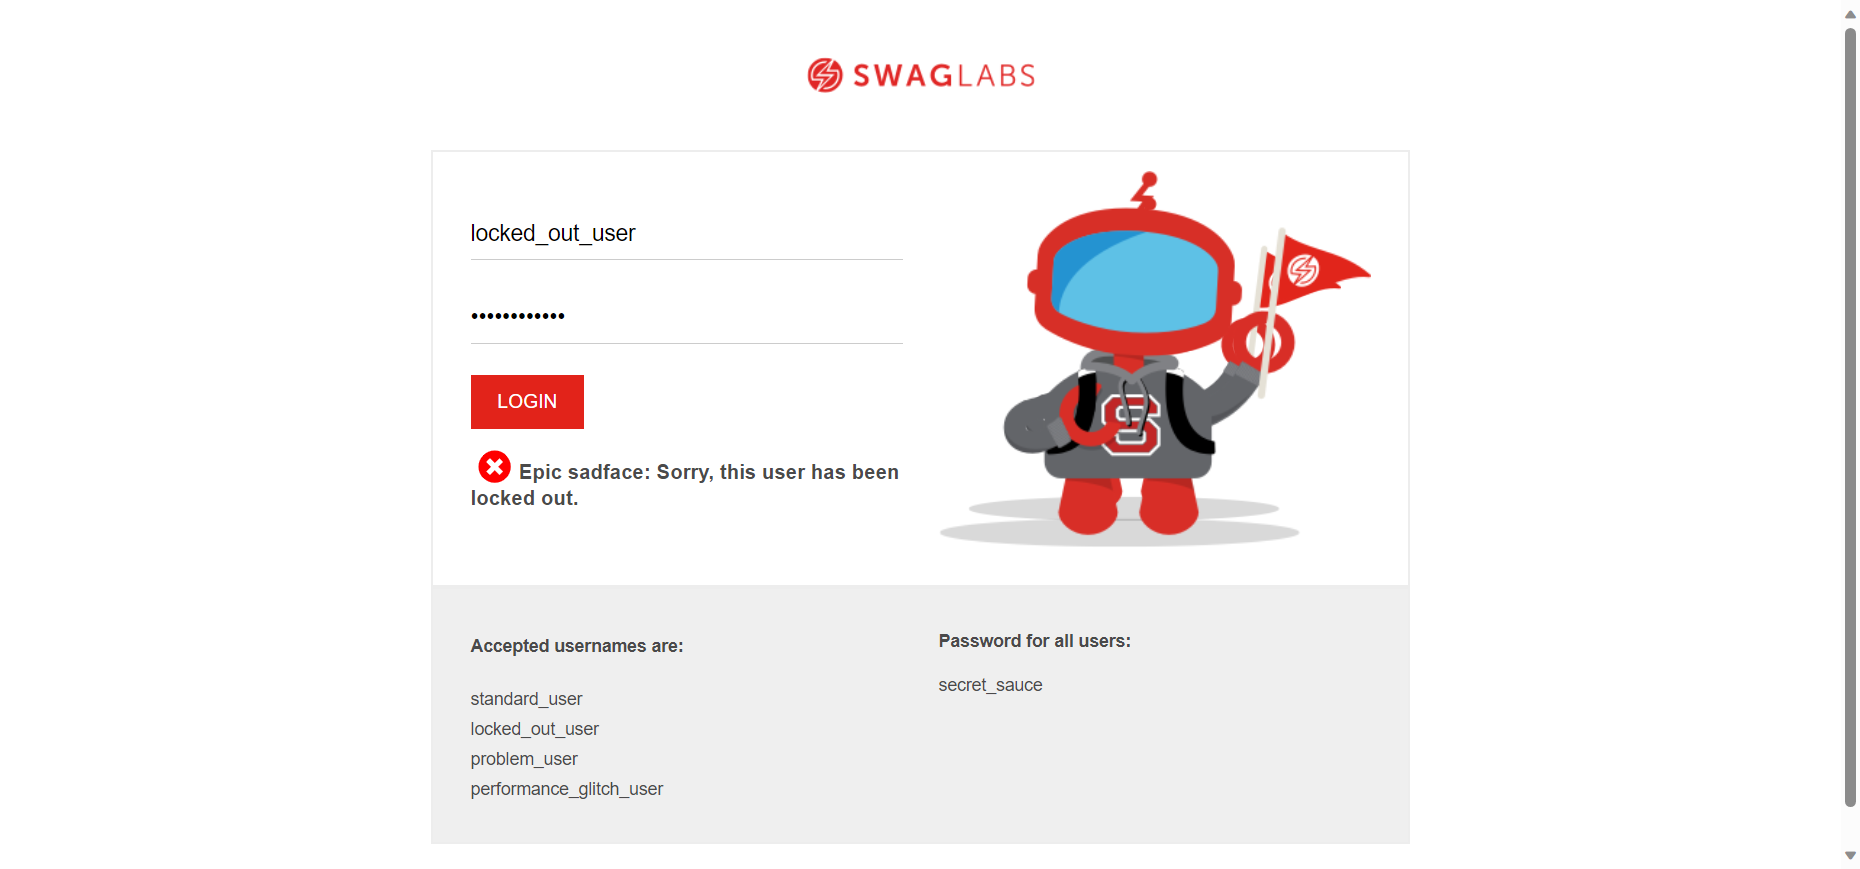 SWAGLABS
locked_out_user
••••••••••••
LOGIN
Epic sadface: Sorry, this user has been
locked out.
S
Accepted usernames are:
standard_user
locked_out_user
problem_user
performance_glitch_user
Password for all users:
secret_sauce